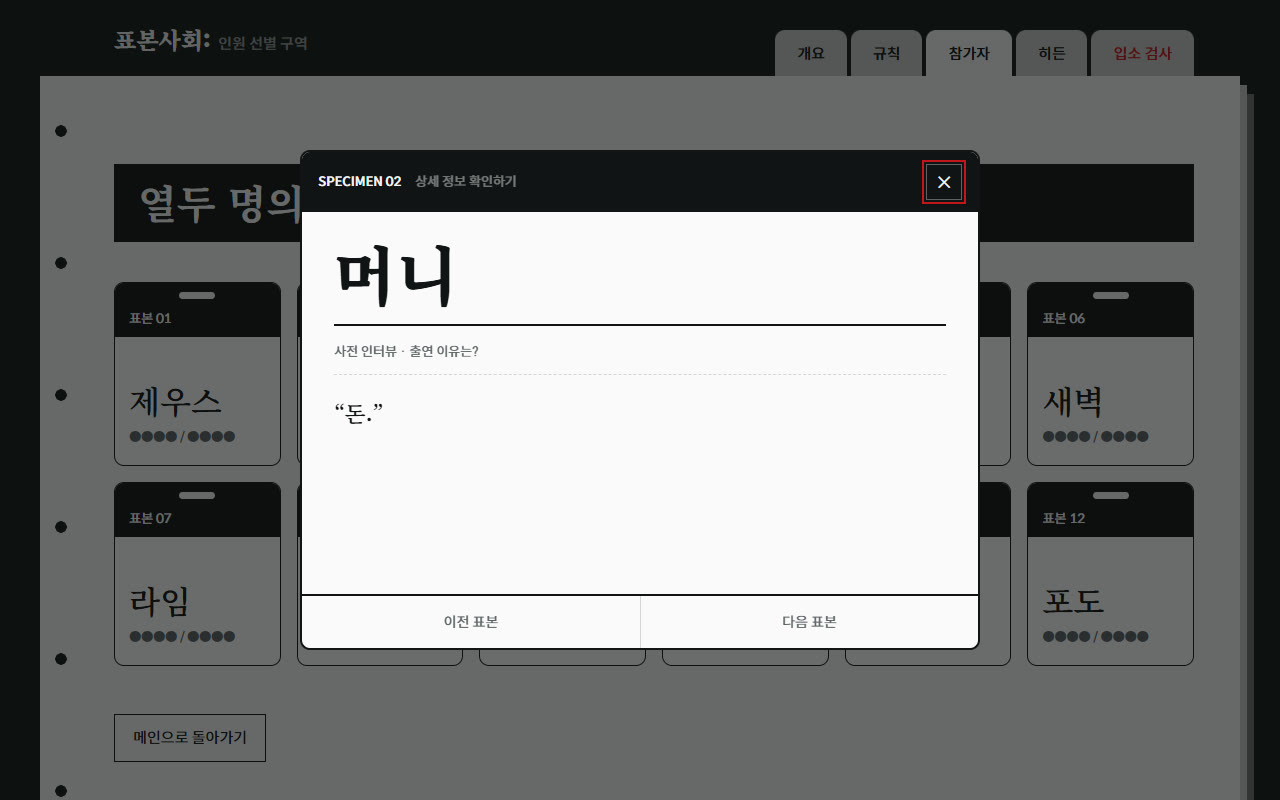 표본사회: 인원 선별 구역
개요 규칙 참가자 히든 입소 검사
열두 명의
SPECIMEN 02 상세 정보 확인하기
×
머니
사전 인터뷰 · 출연 이유는?
“돈.”
이전 표본 다음 표본
표본 01
제우스
●●●●/●●●●
표본 06
새벽
●●●●/●●●●
표본 07
라임
●●●●/●●●●
표본 12
포도
●●●●/●●●●
메인으로 돌아가기